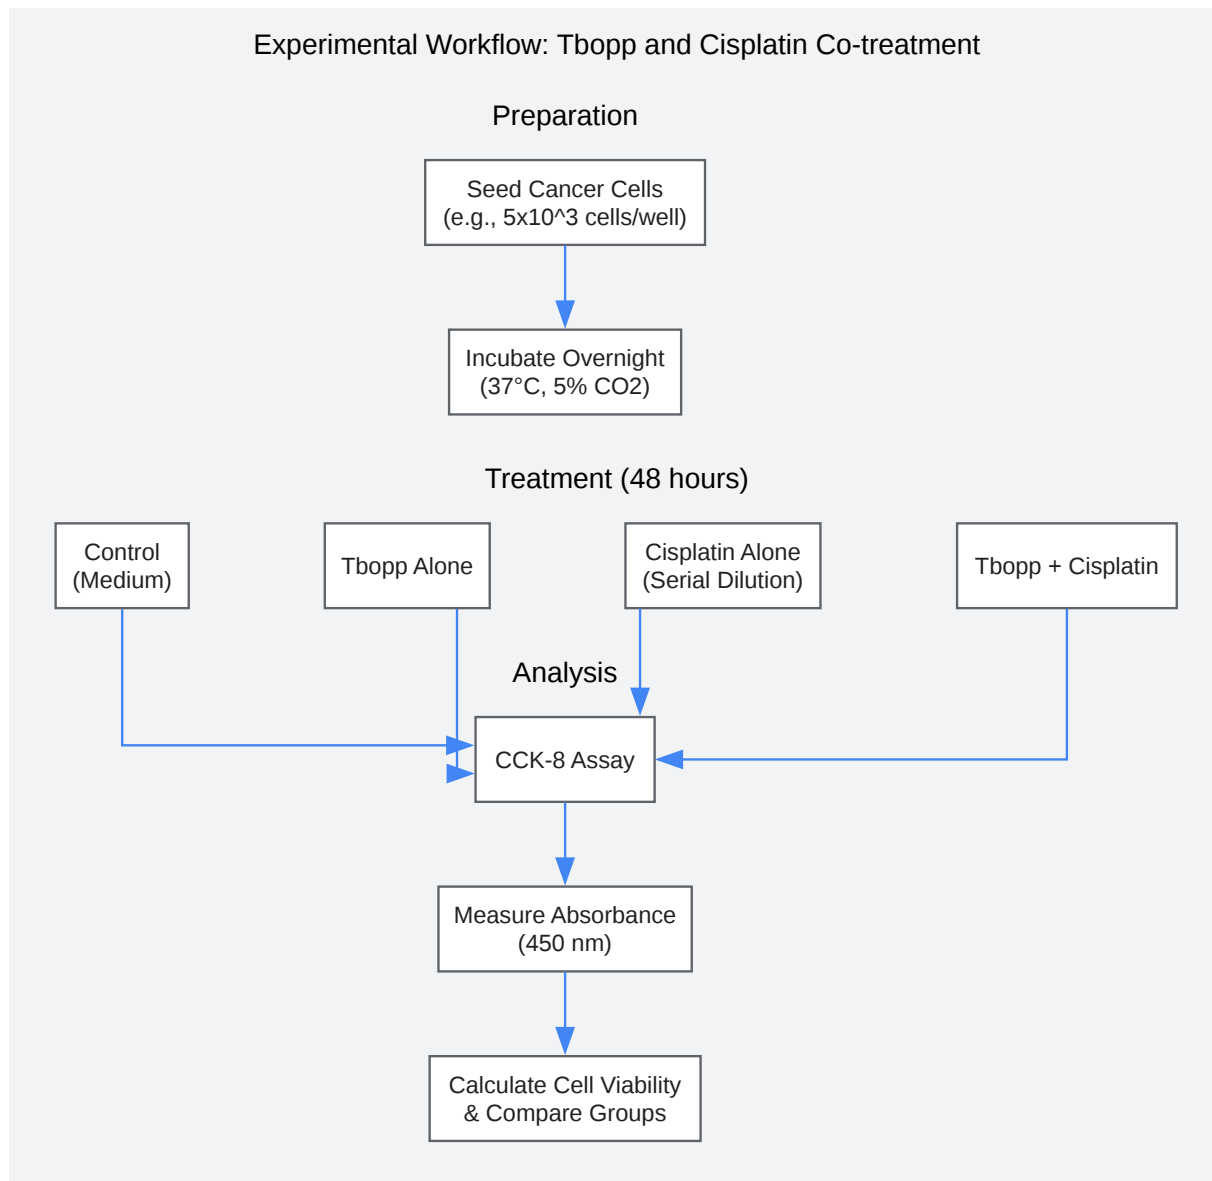 Experimental Workflow: Tbopp and Cisplatin Co-treatment
Preparation
Seed Cancer Cells
(e.g., 5x10^3 cells/well)
Incubate Overnight
(37°C, 5% CO2)
Treatment (48 hours)
Control
(Medium)
Tbopp Alone
Cisplatin Alone
(Serial Dilution)
Tbopp + Cisplatin
Analysis
CCK-8 Assay
Measure Absorbance
(450 nm)
Calculate Cell Viability
& Compare Groups